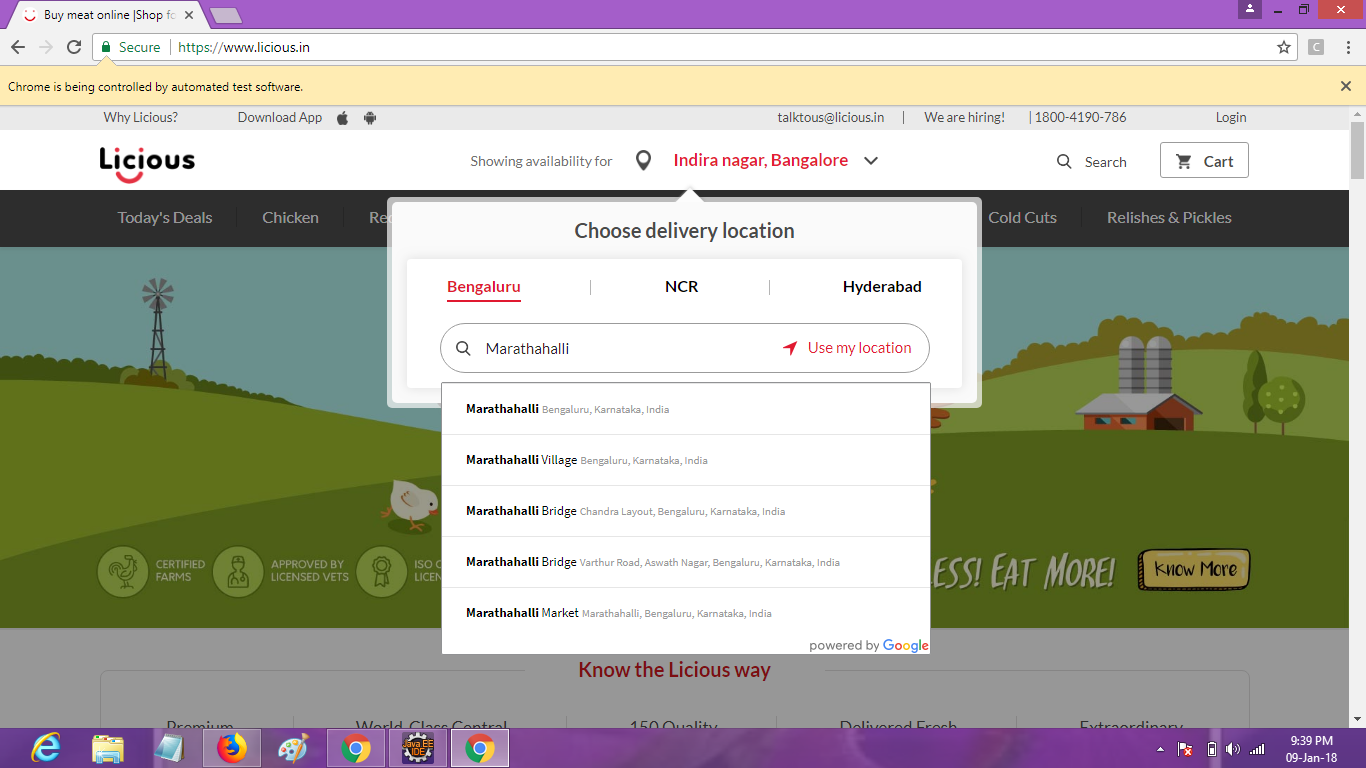 Buy meat online |Shop fo
Secure https://www.licious.in
Chrome is being controlled by automated test software.
Why Licious? Download App talktous@licious.in | We are hiring! | 1800-4190-786 Login
Licious Showing availability for Indira nagar, Bangalore Search Cart
Today's Deals Chicken Cold Cuts Relishes & Pickles
Choose delivery location
Bengaluru | NCR | Hyderabad
Marathahalli Use my location
Marathahalli Bengaluru, Karnataka, India
Marathahalli Village Bengaluru, Karnataka, India
Marathahalli Bridge Chandra Layout, Bengaluru, Karnataka, India
Marathahalli Bridge Varthur Road, Aswath Nagar, Bengaluru, Karnataka, India
Marathahalli Market Marathahalli, Bengaluru, Karnataka, India
powered by Google
CERTIFIED
FARMS
APPROVED BY
LICENSED VETS
ISO
LICEN
ESS! EAT MORE!
Know More
Know the Licious way
Premium World-Class Central 150 Quality Delivered Fresh Extraordinary
Java EE
IDE
9:39 PM
09-Jan-18